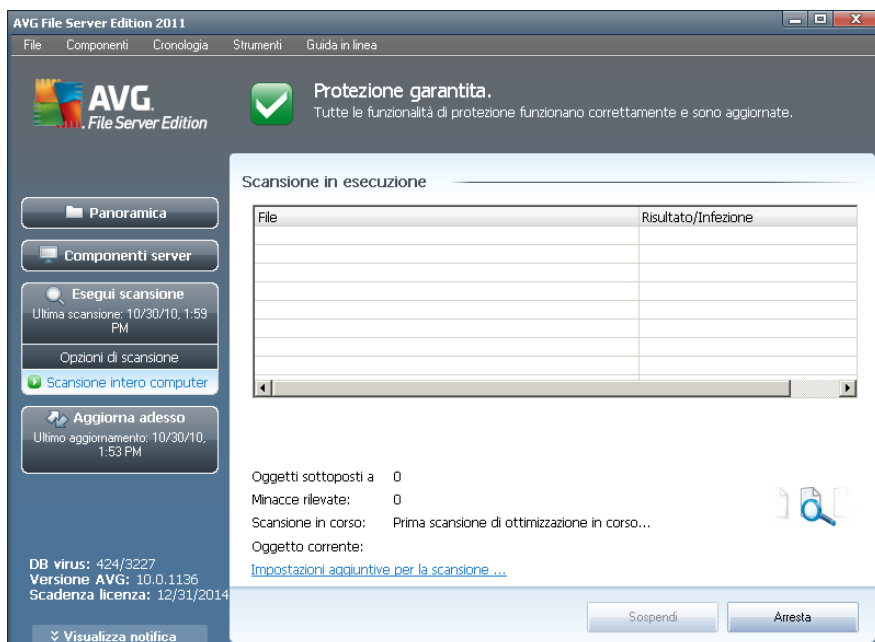 AVG File Server Edition 2011
File Componenti Cronologia Strumenti Guida in linea
AVG.
File Server Edition
Protezione garantita.
Tutte le funzionalità di protezione funzionano correttamente e sono aggiornate.
Panoramica
Componenti server
Esegui scansione
Ultima scansione: 10/30/10, 1:59
PM
Opzioni di scansione
Scansione intero computer
Aggiorna adesso
Ultimo aggiornamento: 10/30/10,
1:53 PM
DB virus: 424/3227
Versione AVG: 10.0.1136
Scadenza licenza: 12/31/2014
Visualizza notifica
Scansione in esecuzione
File Risultato/Infezione
Oggetti sottoposti a 0
Minacce rilevate: 0
Scansione in corso: Prima scansione di ottimizzazione in corso...
Oggetto corrente:
Impostazioni aggiuntive per la scansione ...
Sospendi Arresta